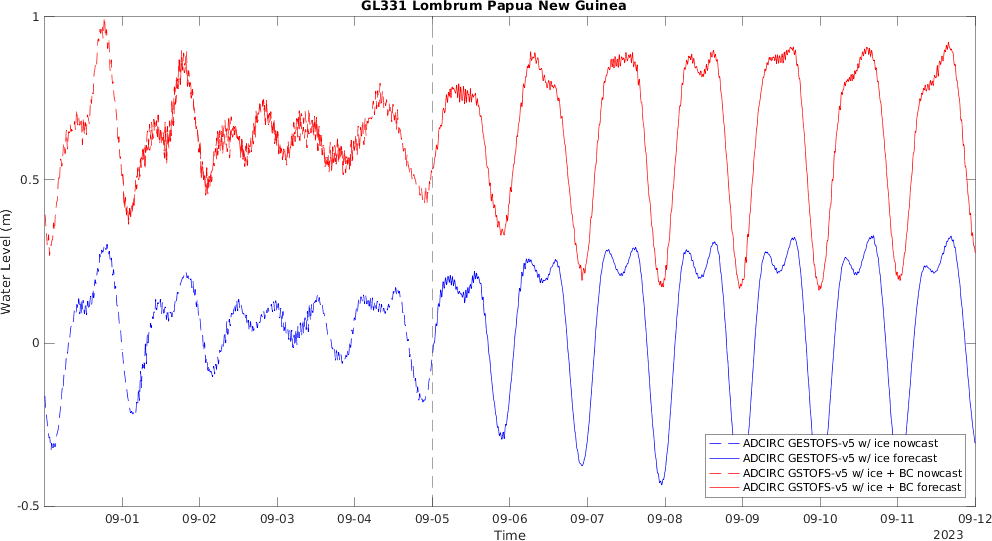 GL331 Lombrum Papua New Guinea
1
0.5
0
-0.5
Water Level (m)
ADCIRC GESTOFS-v5 w/ ice nowcast
ADCIRC GESTOFS-v5 w/ ice forecast
ADCIRC GSTOFS-v5 w/ ice + BC nowcast
ADCIRC GSTOFS-v5 w/ ice + BC forecast
09-01 09-02 09-03 09-04 09-05 09-06 09-07 09-08 09-09 09-10 09-11 09-12
Time
2023